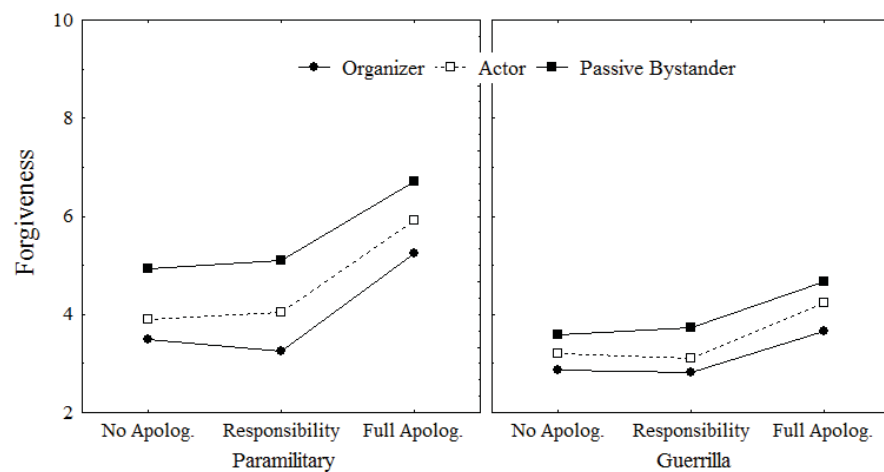 10
8
6
4
2
Forgiveness
Organizer Actor Passive Bystander
No Apolog. Responsibility Full Apolog. No Apolog. Responsibility Full Apolog.
Paramilitary Guerrilla